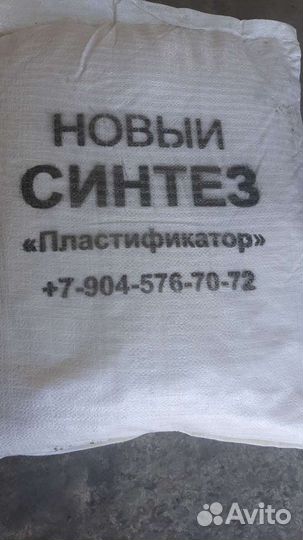 НОВЫЙ
СИНТЕЗ
«Пластификатор»
+7-904-576-70-72
Avito